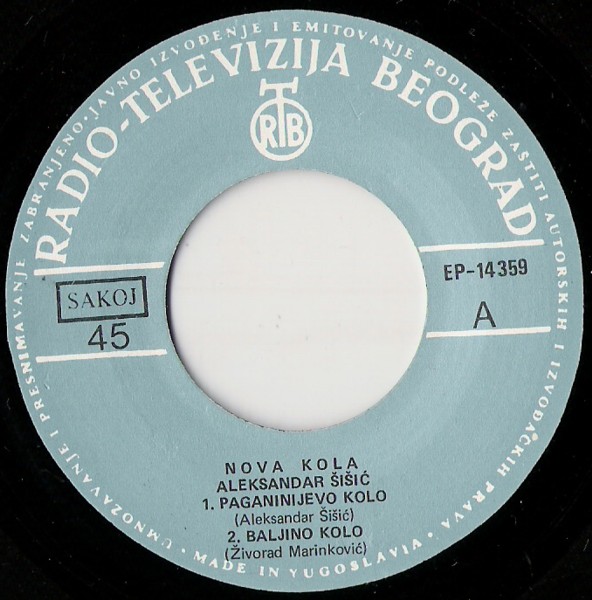 UMNOŽAVANJE I PRESNIMAVANJE ZABRANJENO · JAVNO IZVOĐENJE I EMITOVANJE PODLEŽE ZAŠTITI AUTORSKIH I IZVOĐAČKIH PRAVA ·
RADIO-TELEVIZIJA BEOGRAD
RTB
SAKOJ
45
EP-14359
A
NOVA KOLA
ALEKSANDAR ŠIŠIĆ
1. PAGANINIJEVO KOLO
(Aleksandar Šišić)
2. BALJINO KOLO
(Živorad Marinković)
· MADE IN YUGOSLAVIA ·